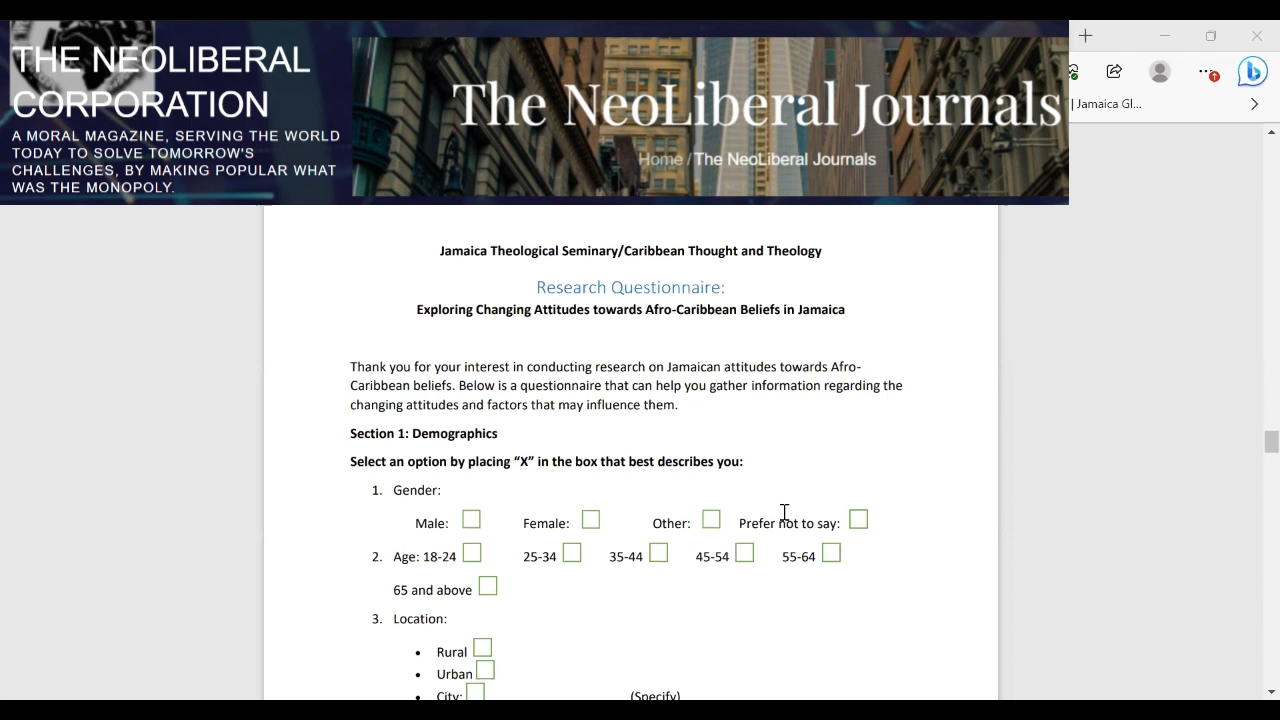 THE NEOLIBERAL
CORPORATION
A MORAL MAGAZINE, SERVING THE WORLD
TODAY TO SOLVE TOMORROW'S
CHALLENGES, BY MAKING POPULAR WHAT
WAS THE MONOPOLY.
The NeoLiberal Journals
Home / The NeoLiberal Journals
| Jamaica Gl...
Jamaica Theological Seminary/Caribbean Thought and Theology
Research Questionnaire:
Exploring Changing Attitudes towards Afro-Caribbean Beliefs in Jamaica
Thank you for your interest in conducting research on Jamaican attitudes towards Afro-
Caribbean beliefs. Below is a questionnaire that can help you gather information regarding the
changing attitudes and factors that may influence them.
Section 1: Demographics
Select an option by placing “X” in the box that best describes you:
1. Gender:
Male: Female: Other: Prefer not to say:
2. Age: 18-24 25-34 35-44 45-54 55-64
65 and above
3. Location:
• Rural
• Urban
• City: (Specify)